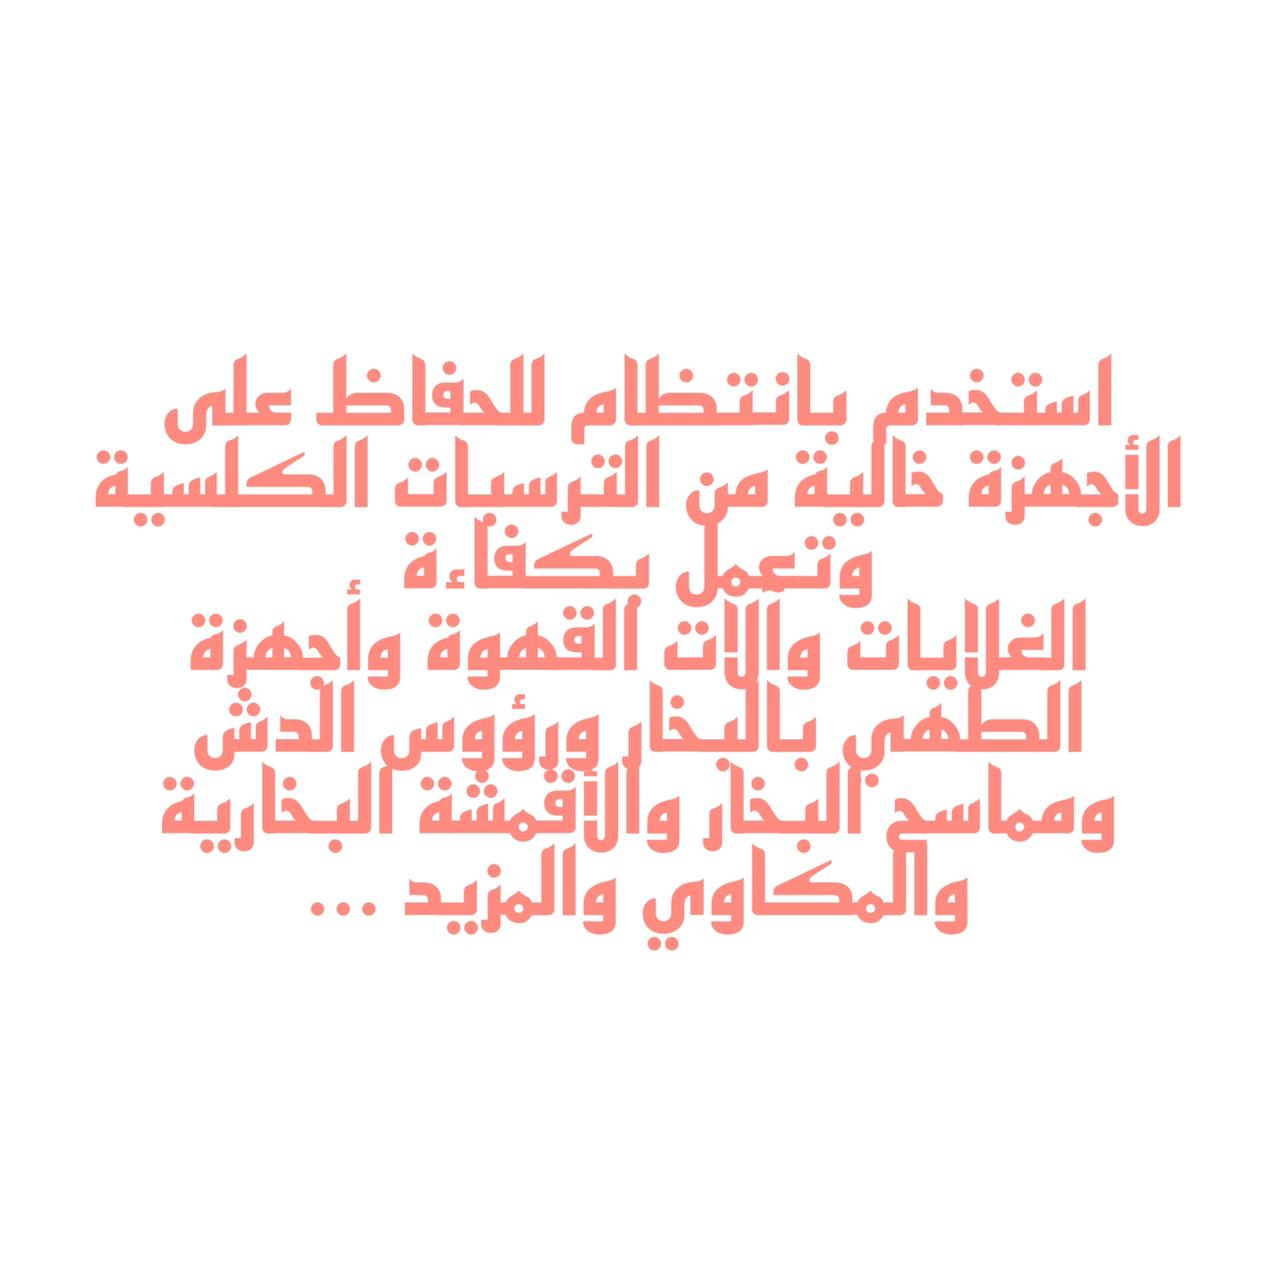 استخدم بانتظام للحفاظ على
الأجهزة خالية من الترسبات الكلسية
وتعمل بكفاءة
الغلايات وآلات القهوة وأجهزة
الطهي بالبخار ورؤوس الدش
ومماسح البخار والأقمشة البخارية
والمكاوي والمزيد ...